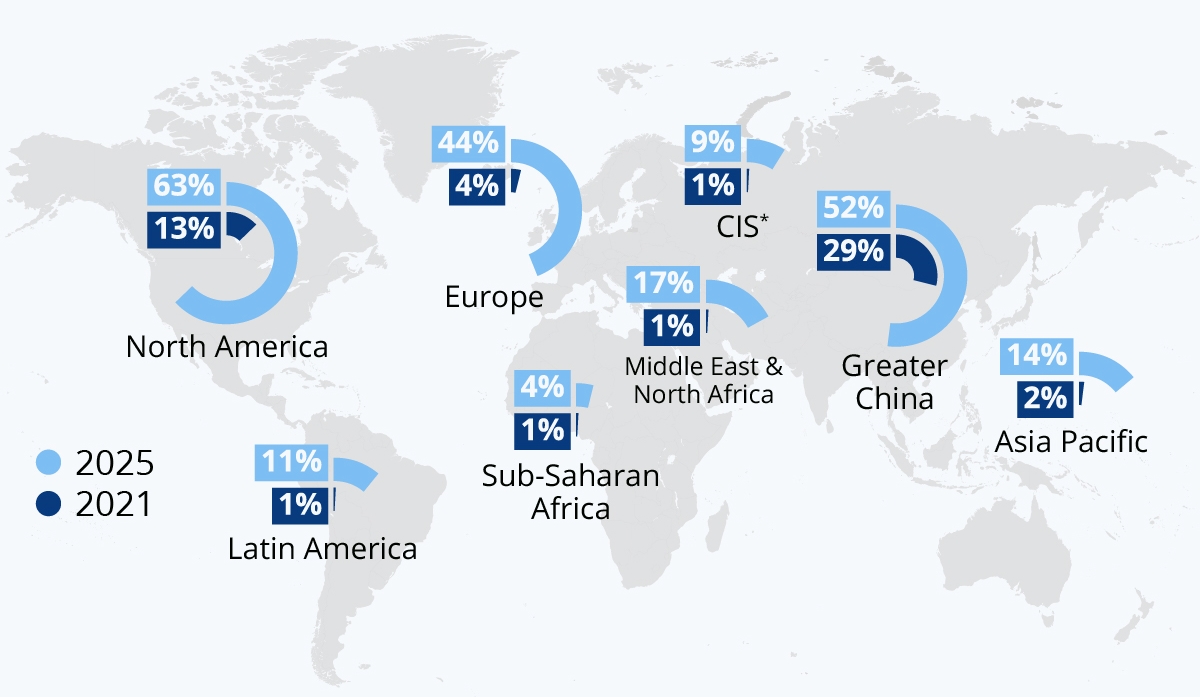 63%
13%
North America
44%
4%
Europe
9%
1%
CIS*
52%
29%
Greater
China
17%
1%
Middle East &
North Africa
14%
2%
Asia Pacific
4%
1%
Sub-Saharan
Africa
11%
1%
Latin America
2025
2021